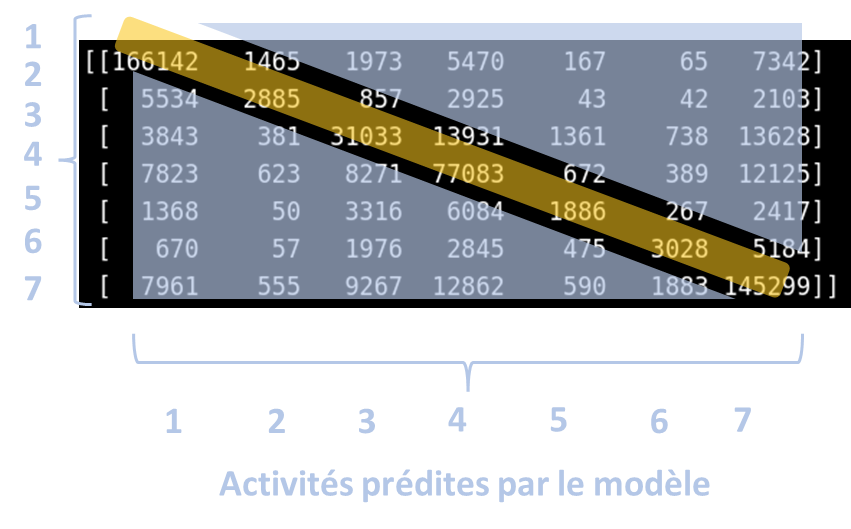 1
[[166142 1465 1973 5470 167 65 7342]
2
[ 5534 2885 857 2925 43 42 2103]
3
[ 3843 381 31033 13931 1361 738 13628]
4
[ 7823 623 8271 77083 672 389 12125]
5
[ 1368 50 3316 6084 1886 267 2417]
6
[ 670 57 1976 2845 475 3028 5184]
7
[ 7961 555 9267 12862 590 1883 145299]]
1 2 3 4 5 6 7
Activités prédites par le modèle